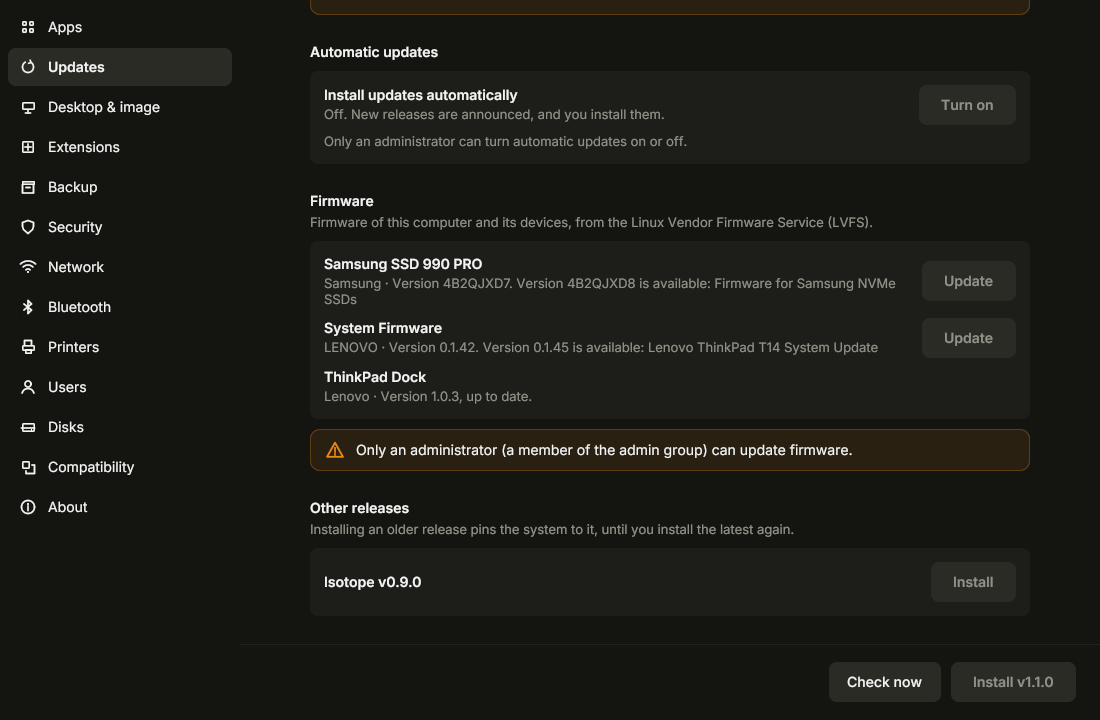 Apps
Updates
Desktop & image
Extensions
Backup
Security
Network
Bluetooth
Printers
Users
Disks
Compatibility
About
Automatic updates
Install updates automatically
Off. New releases are announced, and you install them.
Only an administrator can turn automatic updates on or off.
Turn on
Firmware
Firmware of this computer and its devices, from the Linux Vendor Firmware Service (LVFS).
Samsung SSD 990 PRO
Samsung · Version 4B2QJXD7. Version 4B2QJXD8 is available: Firmware for Samsung NVMe
SSDs
Update
System Firmware
LENOVO · Version 0.1.42. Version 0.1.45 is available: Lenovo ThinkPad T14 System Update
Update
ThinkPad Dock
Lenovo · Version 1.0.3, up to date.
Only an administrator (a member of the admin group) can update firmware.
Other releases
Installing an older release pins the system to it, until you install the latest again.
Isotope v0.9.0
Install
Check now
Install v1.1.0